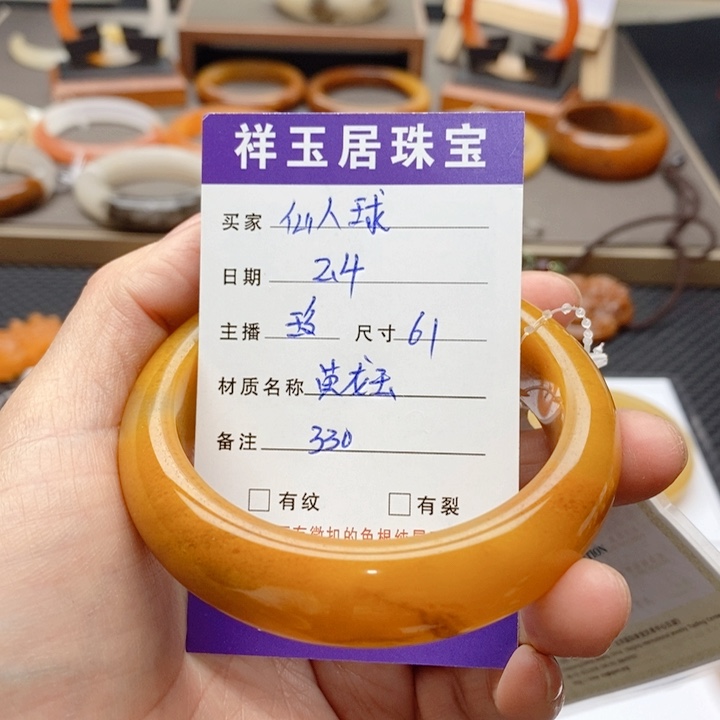 祥玉居珠宝
买家 仙人球
日期 2.4
主播 尺寸 61
材质名称 黄龙玉
备注 330
□有纹 □有裂